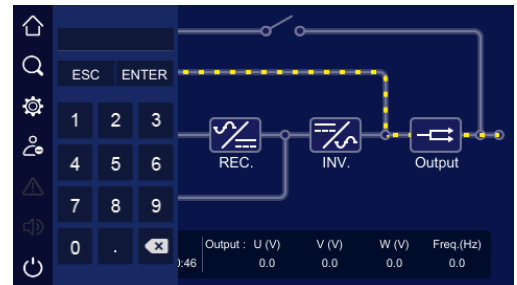 ESC ENTER
1 2 3
4 5 6
7 8 9
0 .
REC. INV. Output
Output : U (V) V (V) W (V) Freq.(Hz)
:46 0.0 0.0 0.0 0.0